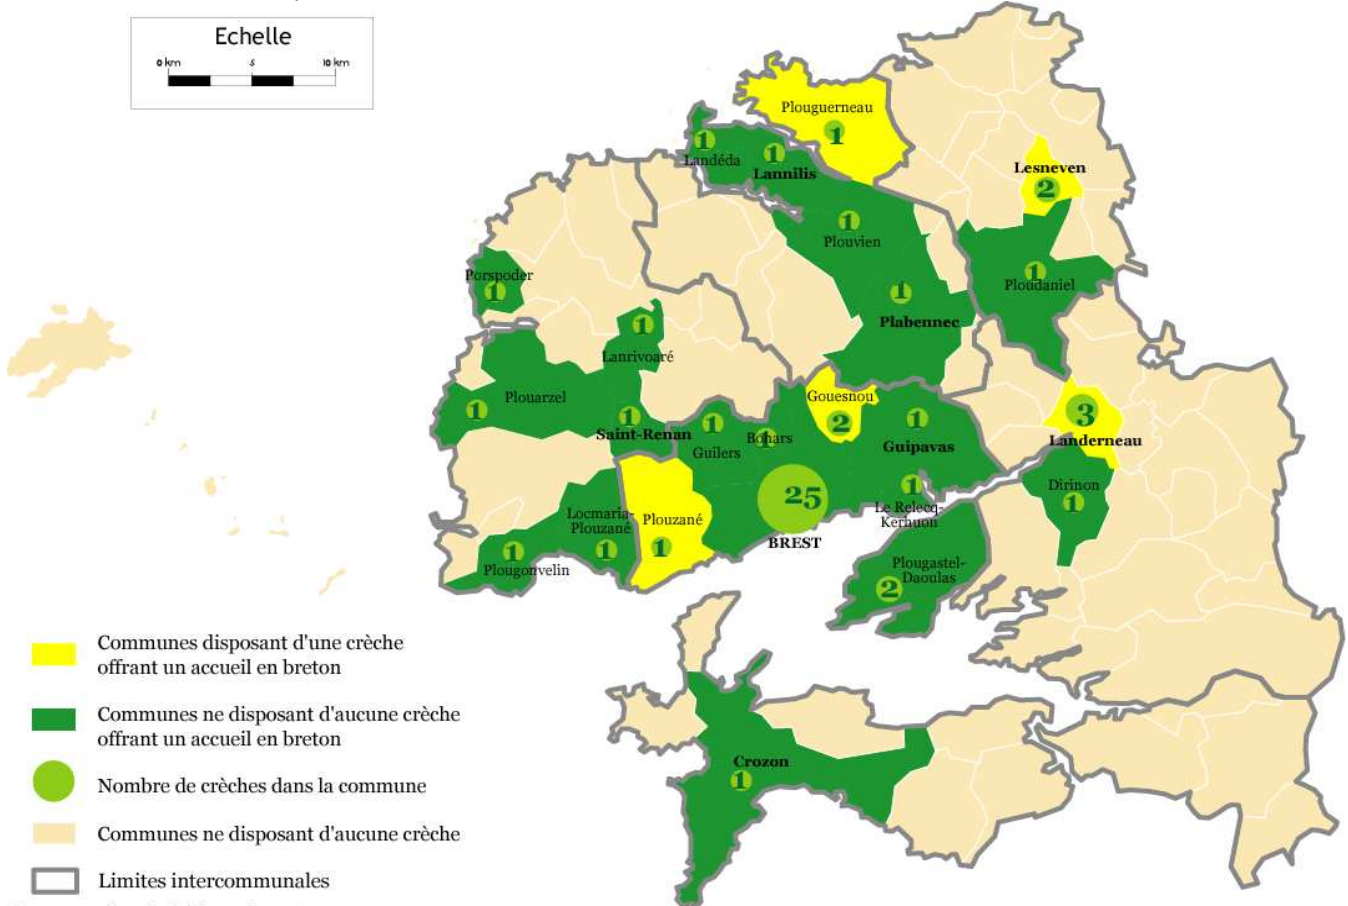 Echelle
0 km 5 10 km
Plouguerneau
1
1
Landéda
1
Lannilis
Lesneven
2
1
Plouvien
1
Ploudaniel
Porspoder
1
1
Plabennec
1
Lanrivoaré
Plouarzel
1
1
Saint-Renan
1
Guilers
Bohars
1
Gouesnou
2
1
Guipavas
3
Landerneau
Dirinon
1
25
BREST
1
Le Relecq-
Kerhuon
Locmaria-
Plouzané
1
Plouzané
1
1
Plougonvelin
Plougastel-
Daoulas
2
Crozon
1
Communes disposant d'une crèche
offrant un accueil en breton
Communes ne disposant d'aucune crèche
offrant un accueil en breton
Nombre de crèches dans la commune
Communes ne disposant d'aucune crèche
Limites intercommunales